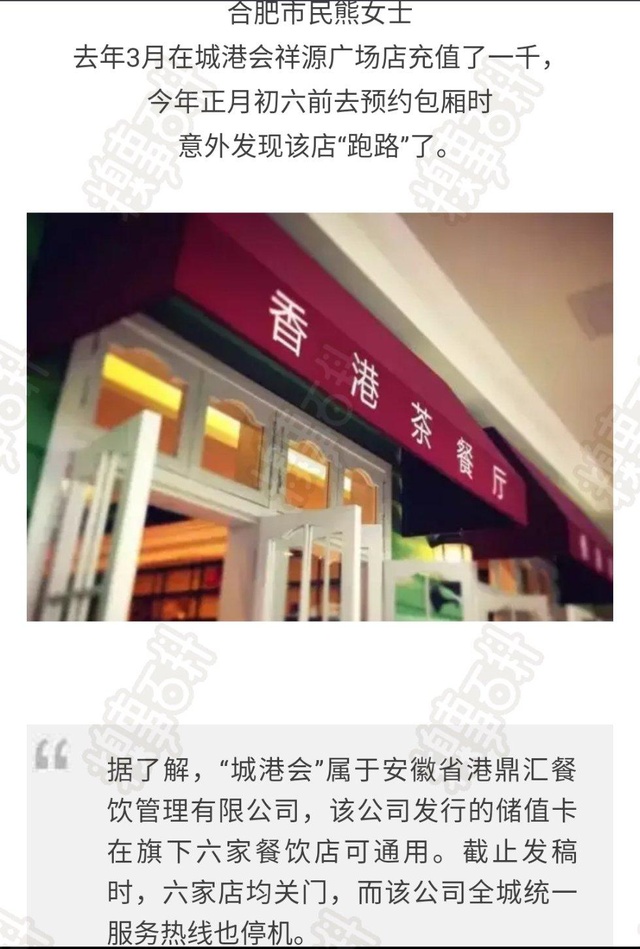 合肥市民熊女士
去年3月在城港会祥源广场店充值了一千，
今年正月初六前去预约包厢时
意外发现该店“跑路”了。
香港茶餐厅
据了解，“城港会”属于安徽省港鼎汇餐
饮管理有限公司，该公司发行的储值卡
在旗下六家餐饮店可通用。截止发稿
时，六家店均关门，而该公司全城统一
服务热线也停机。